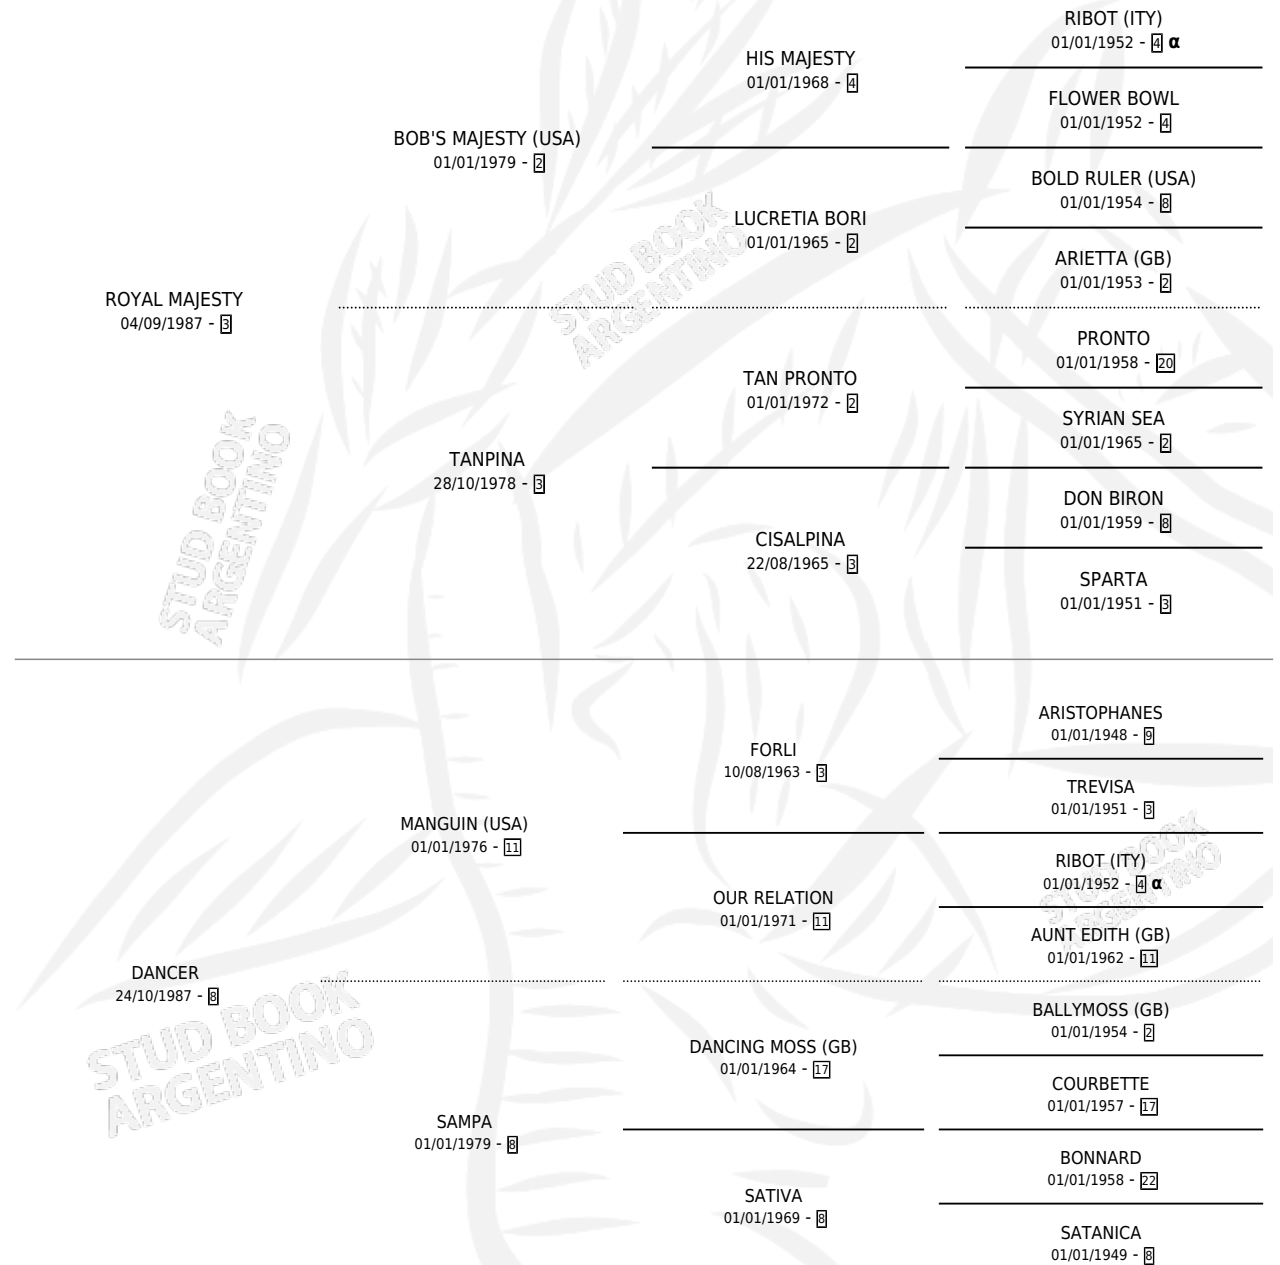 RIBOT (ITY)
01/01/1952 - 4 α
HIS MAJESTY
01/01/1968 - 4
FLOWER BOWL
01/01/1952 - 4
BOB'S MAJESTY (USA)
01/01/1979 - 2
BOLD RULER (USA)
01/01/1954 - 8
LUCRETIA BORI
01/01/1965 - 2
ARIETTA (GB)
01/01/1953 - 2
ROYAL MAJESTY
04/09/1987 - 3
PRONTO
01/01/1958 - 20
TAN PRONTO
01/01/1972 - 2
SYRIAN SEA
01/01/1965 - 2
TANPINA
28/10/1978 - 3
DON BIRON
01/01/1959 - 8
CISALPINA
22/08/1965 - 3
SPARTA
01/01/1951 - 3
STUD BOOK
ARGENTINO
STUD BOOK
ARGENTINO
ARISTOPHANES
01/01/1948 - 9
FORLI
10/08/1963 - 3
TREVISA
01/01/1951 - 3
MANGUIN (USA)
01/01/1976 - 11
RIBOT (ITY)
01/01/1952 - 4 α
OUR RELATION
01/01/1971 - 11
AUNT EDITH (GB)
01/01/1962 - 11
DANCER
24/10/1987 - 8
BALLYMOSS (GB)
01/01/1954 - 2
DANCING MOSS (GB)
01/01/1964 - 17
COURBETTE
01/01/1957 - 17
SAMPA
01/01/1979 - 8
BONNARD
01/01/1958 - 22
SATIVA
01/01/1969 - 8
SATANICA
01/01/1949 - 8
STUD BOOK
ARGENTINO
STUD BOOK
ARGENTINO